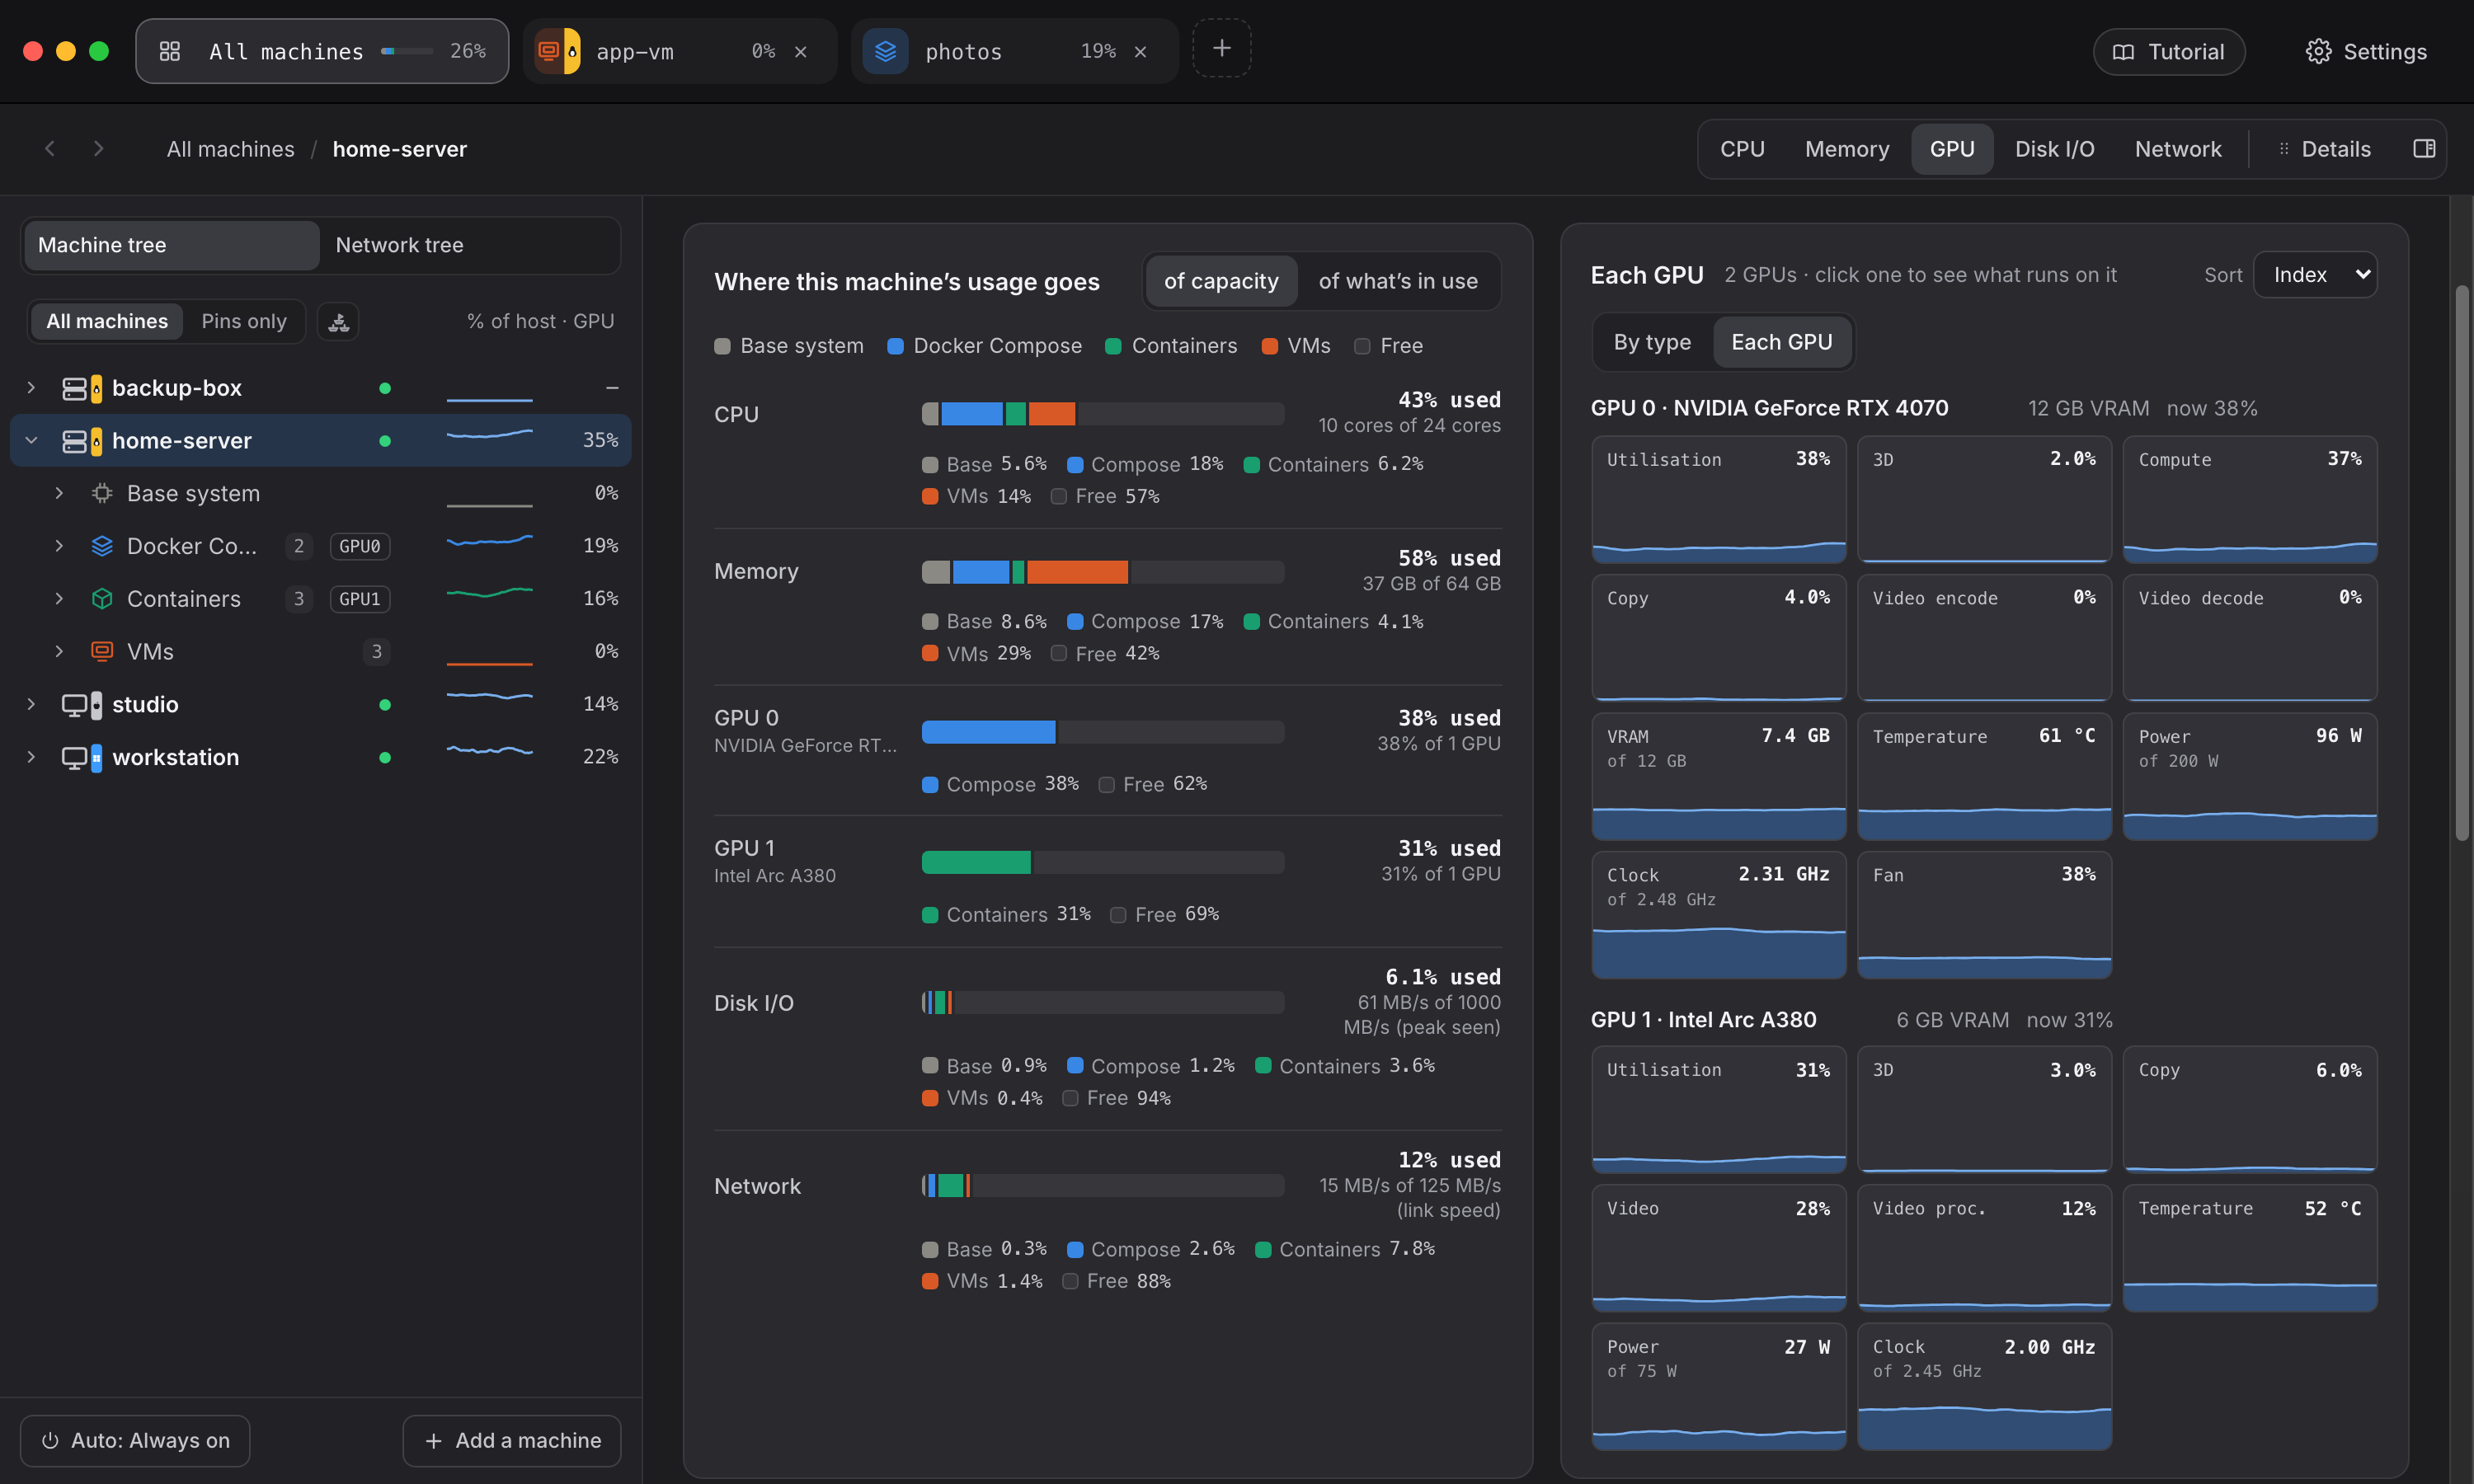 All machines 26%
app-vm 0% ×
photos 19% ×
+
Tutorial
Settings
All machines / home-server
CPU Memory GPU Disk I/O Network Details
Machine tree Network tree
All machines Pins only % of host · GPU
backup-box –
home-server 35%
Base system 0%
Docker Co... 2 GPU0 19%
Containers 3 GPU1 16%
VMs 3 0%
studio 14%
workstation 22%
Auto: Always on
+ Add a machine
Where this machine’s usage goes of capacity of what’s in use
Base system Docker Compose Containers VMs Free
CPU 43% used
10 cores of 24 cores
Base 5.6% Compose 18% Containers 6.2%
VMs 14% Free 57%
Memory 58% used
37 GB of 64 GB
Base 8.6% Compose 17% Containers 4.1%
VMs 29% Free 42%
GPU 0 38% used
NVIDIA GeForce RT... 38% of 1 GPU
Compose 38% Free 62%
GPU 1 31% used
Intel Arc A380 31% of 1 GPU
Containers 31% Free 69%
Disk I/O 6.1% used
61 MB/s of 1000
MB/s (peak seen)
Base 0.9% Compose 1.2% Containers 3.6%
VMs 0.4% Free 94%
Network 12% used
15 MB/s of 125 MB/s
(link speed)
Base 0.3% Compose 2.6% Containers 7.8%
VMs 1.4% Free 88%
Each GPU 2 GPUs · click one to see what runs on it Sort Index
By type Each GPU
GPU 0 · NVIDIA GeForce RTX 4070 12 GB VRAM now 38%
Utilisation 38% 3D 2.0% Compute 37%
Copy 4.0% Video encode 0% Video decode 0%
VRAM 7.4 GB Temperature 61 °C Power 96 W
of 12 GB of 200 W
Clock 2.31 GHz Fan 38%
of 2.48 GHz
GPU 1 · Intel Arc A380 6 GB VRAM now 31%
Utilisation 31% 3D 3.0% Copy 6.0%
Video 28% Video proc. 12% Temperature 52 °C
Power 27 W Clock 2.00 GHz
of 75 W of 2.45 GHz